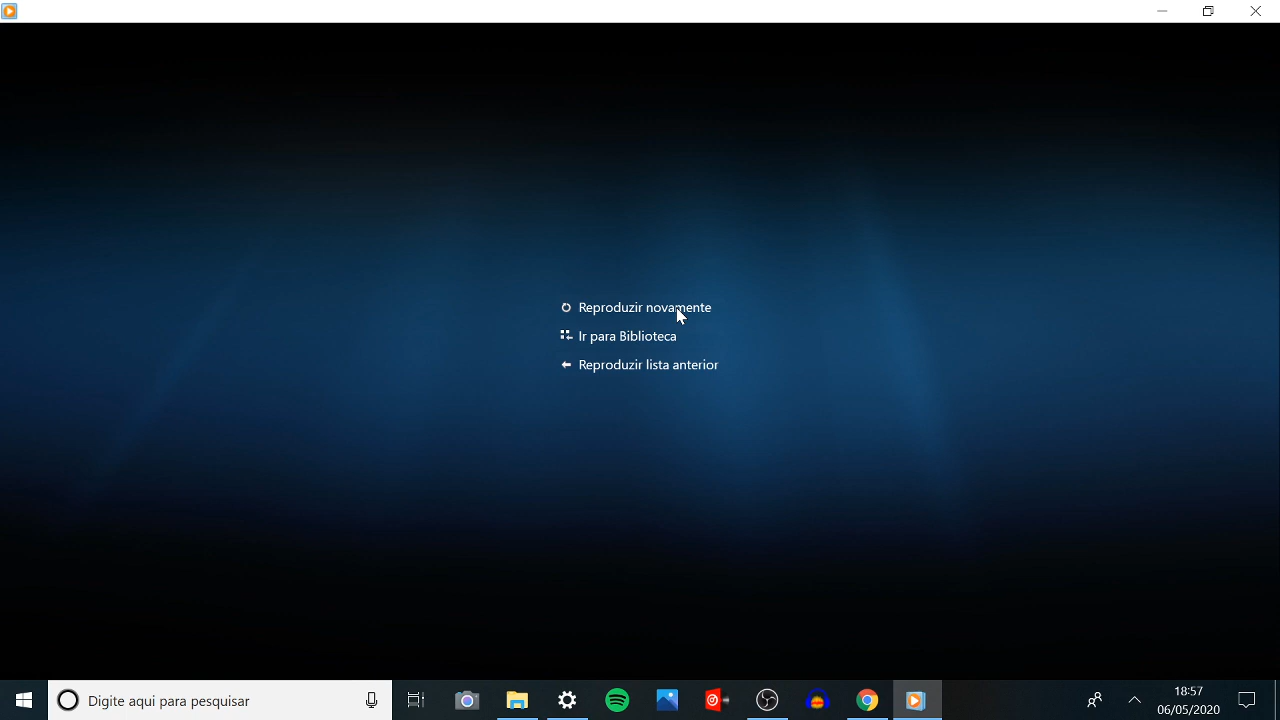 Reproduzir novamente
Ir para Biblioteca
Reproduzir lista anterior
Digite aqui para pesquisar
18:57
06/05/2020